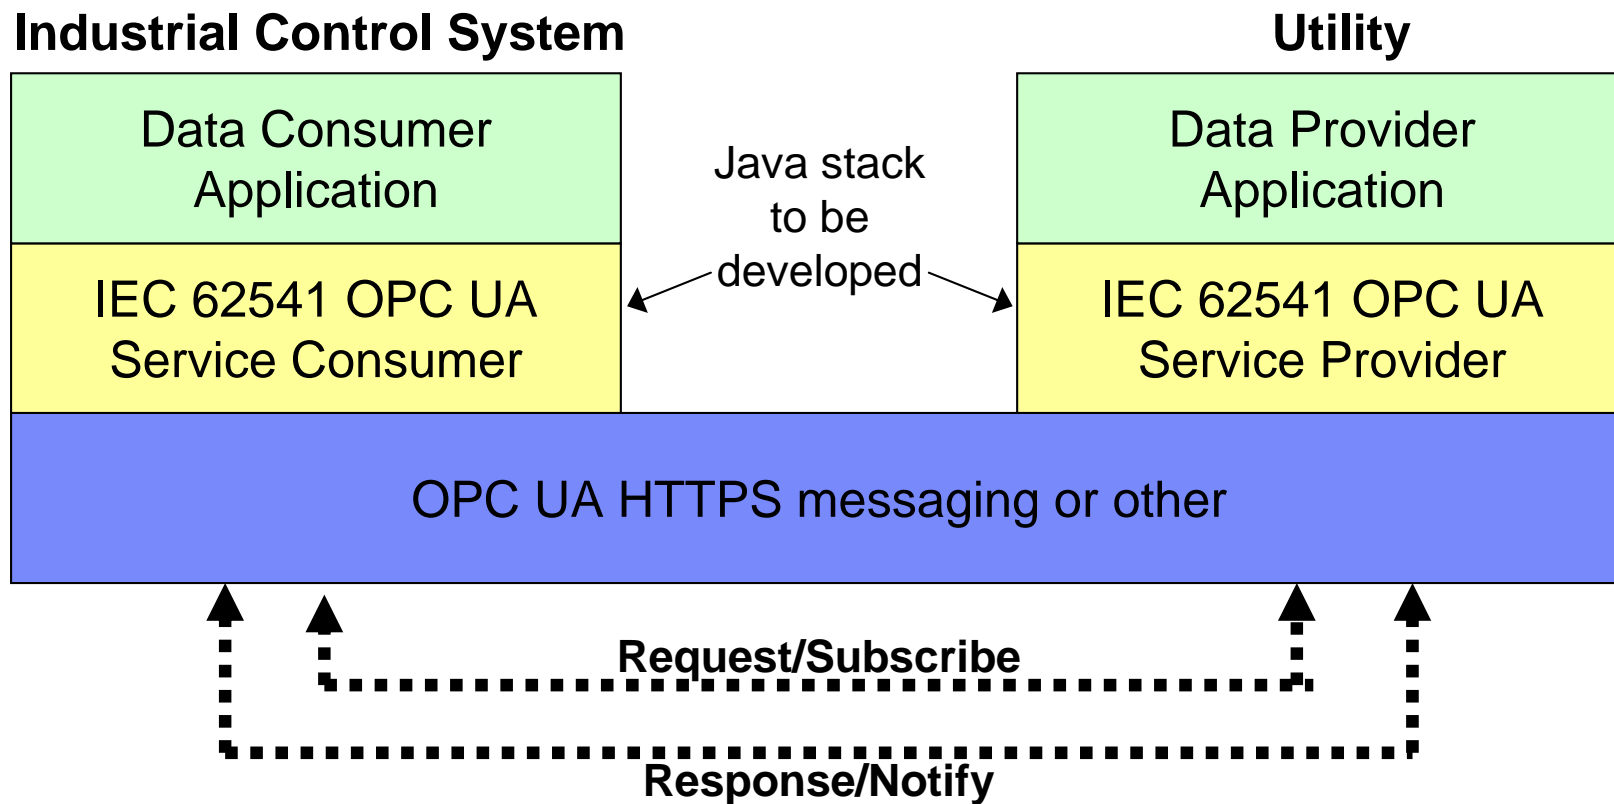 Industrial Control System
Utility
Data Consumer
Application
Java stack
to be
developed
Data Provider
Application
IEC 62541 OPC UA
Service Consumer
IEC 62541 OPC UA
Service Provider
OPC UA HTTPS messaging or other
Request/Subscribe
Response/Notify